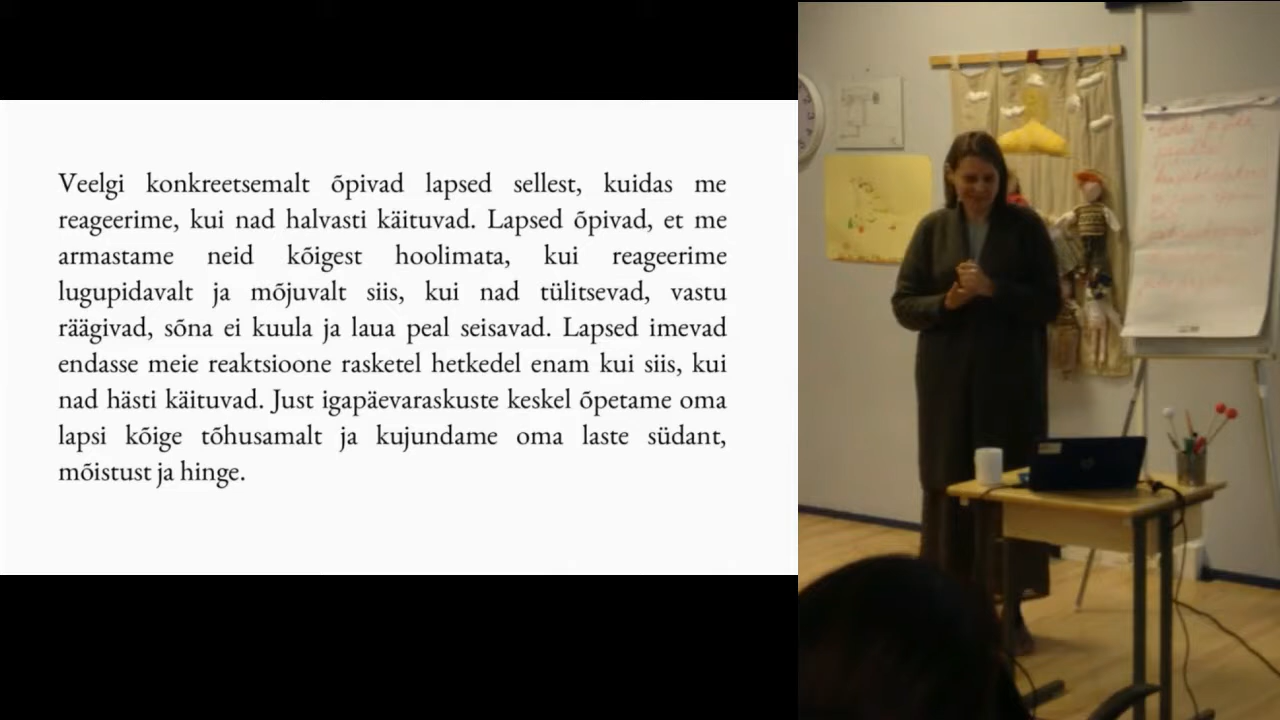 Veelgi konkreetsemalt õpivad lapsed sellest, kuidas me
reageerime, kui nad halvasti käituvad. Lapsed õpivad, et me
armastame neid kõigest hoolimata, kui reageerime
lugupidavalt ja mõjuvalt siis, kui nad tülitsevad, vastu
räägivad, sõna ei kuula ja laua peal seisavad. Lapsed imevad
endasse meie reaktsioone rasketel hetkedel enam kui siis, kui
nad hästi käituvad. Just igapäevaraskuste keskel õpetame oma
lapsi kõige tõhusamalt ja kujundame oma laste südant,
mõistust ja hinge.